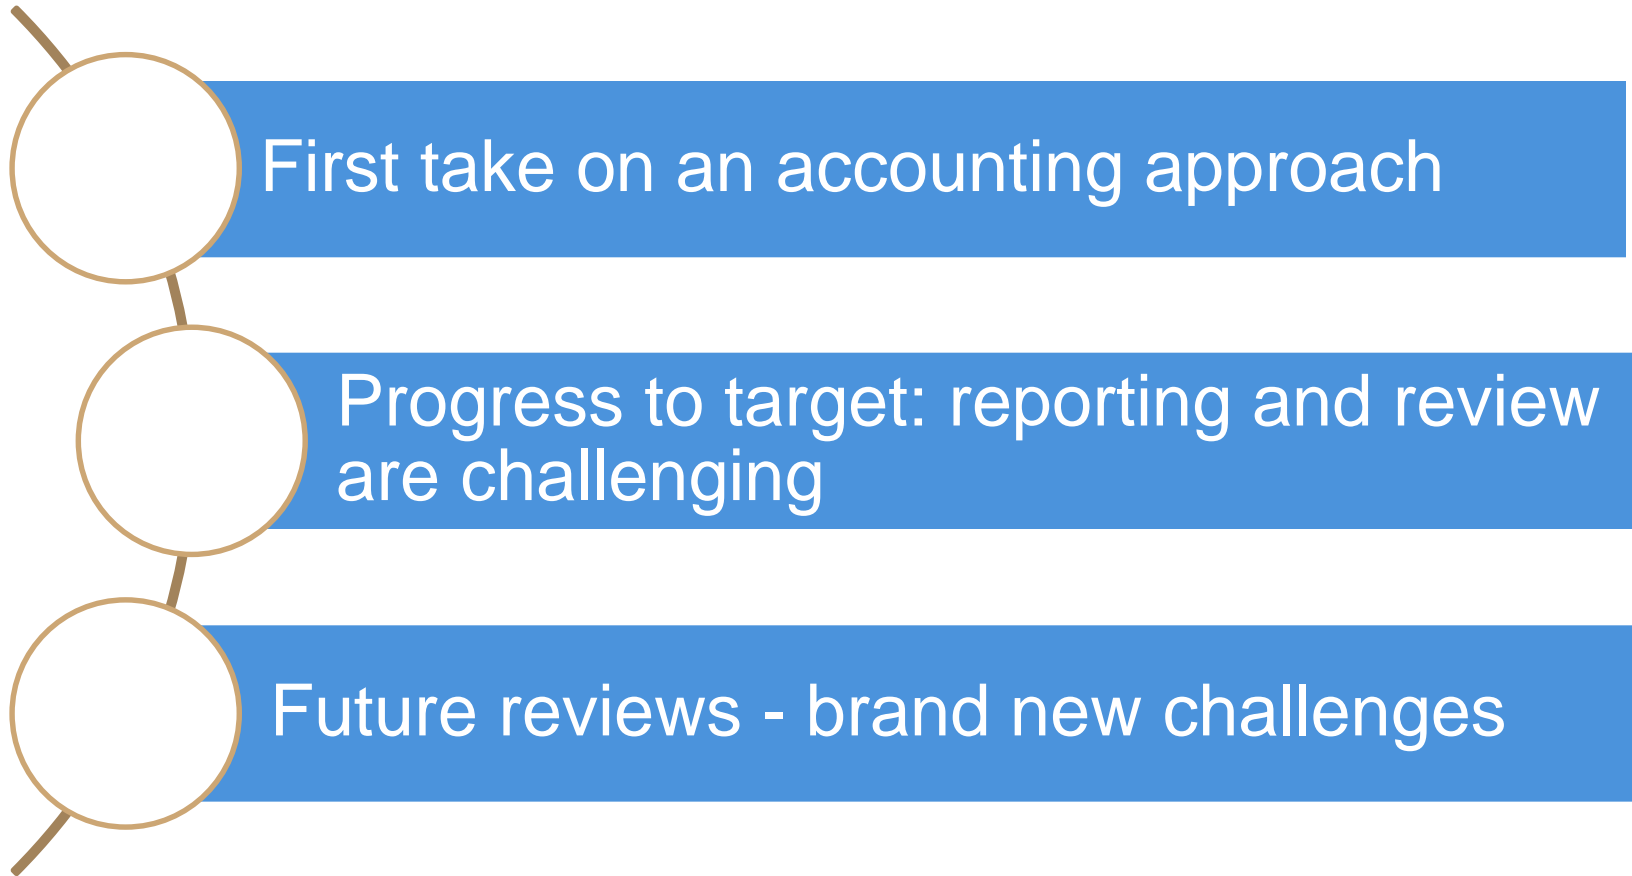 First take on an accounting approach
Progress to target: reporting and review
are challenging
Future reviews - brand new challenges